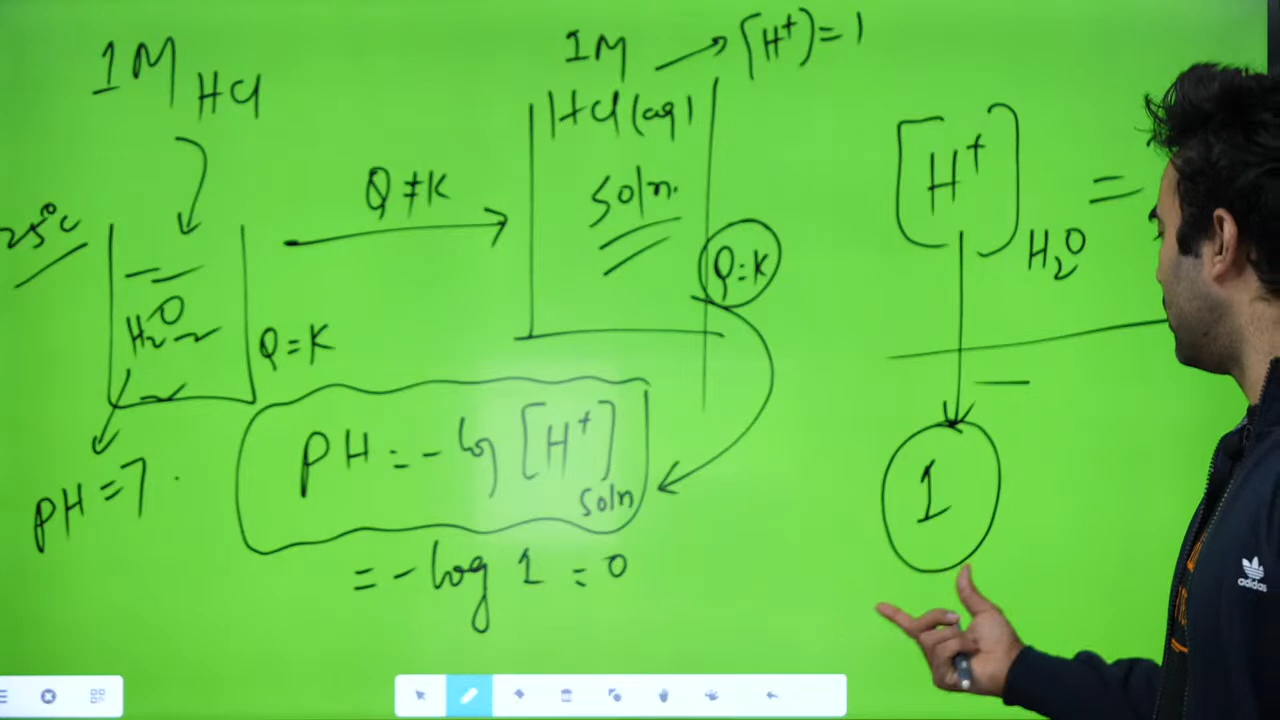 1M HCl
25°C
H2O
Q=K
PH=7.
Q≠K
1M → [H+]=1
HCl(aq)
Soln.
Q=K
PH=-log [H+] soln
=-log 1=0
[H+] H2O =
1
adidas